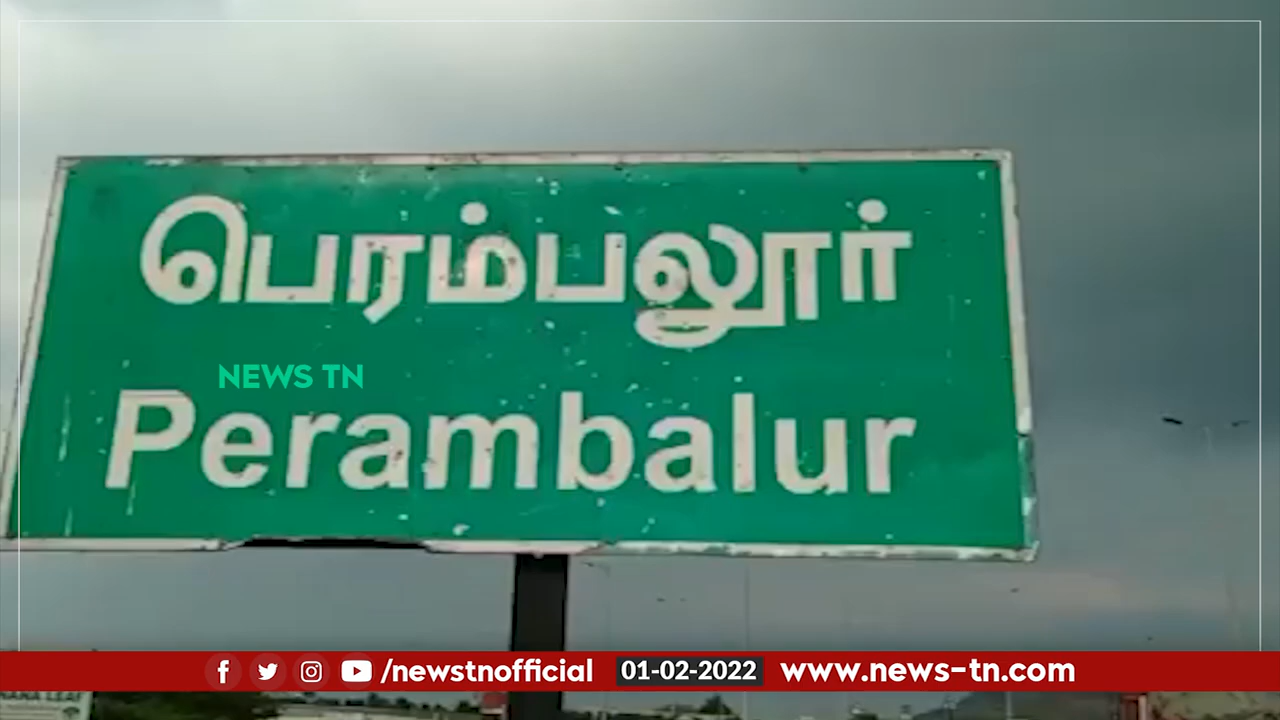 பெரம்பலூர்
NEWS TN
Perambalur
/newstnofficial 01-02-2022 www.news-tn.com